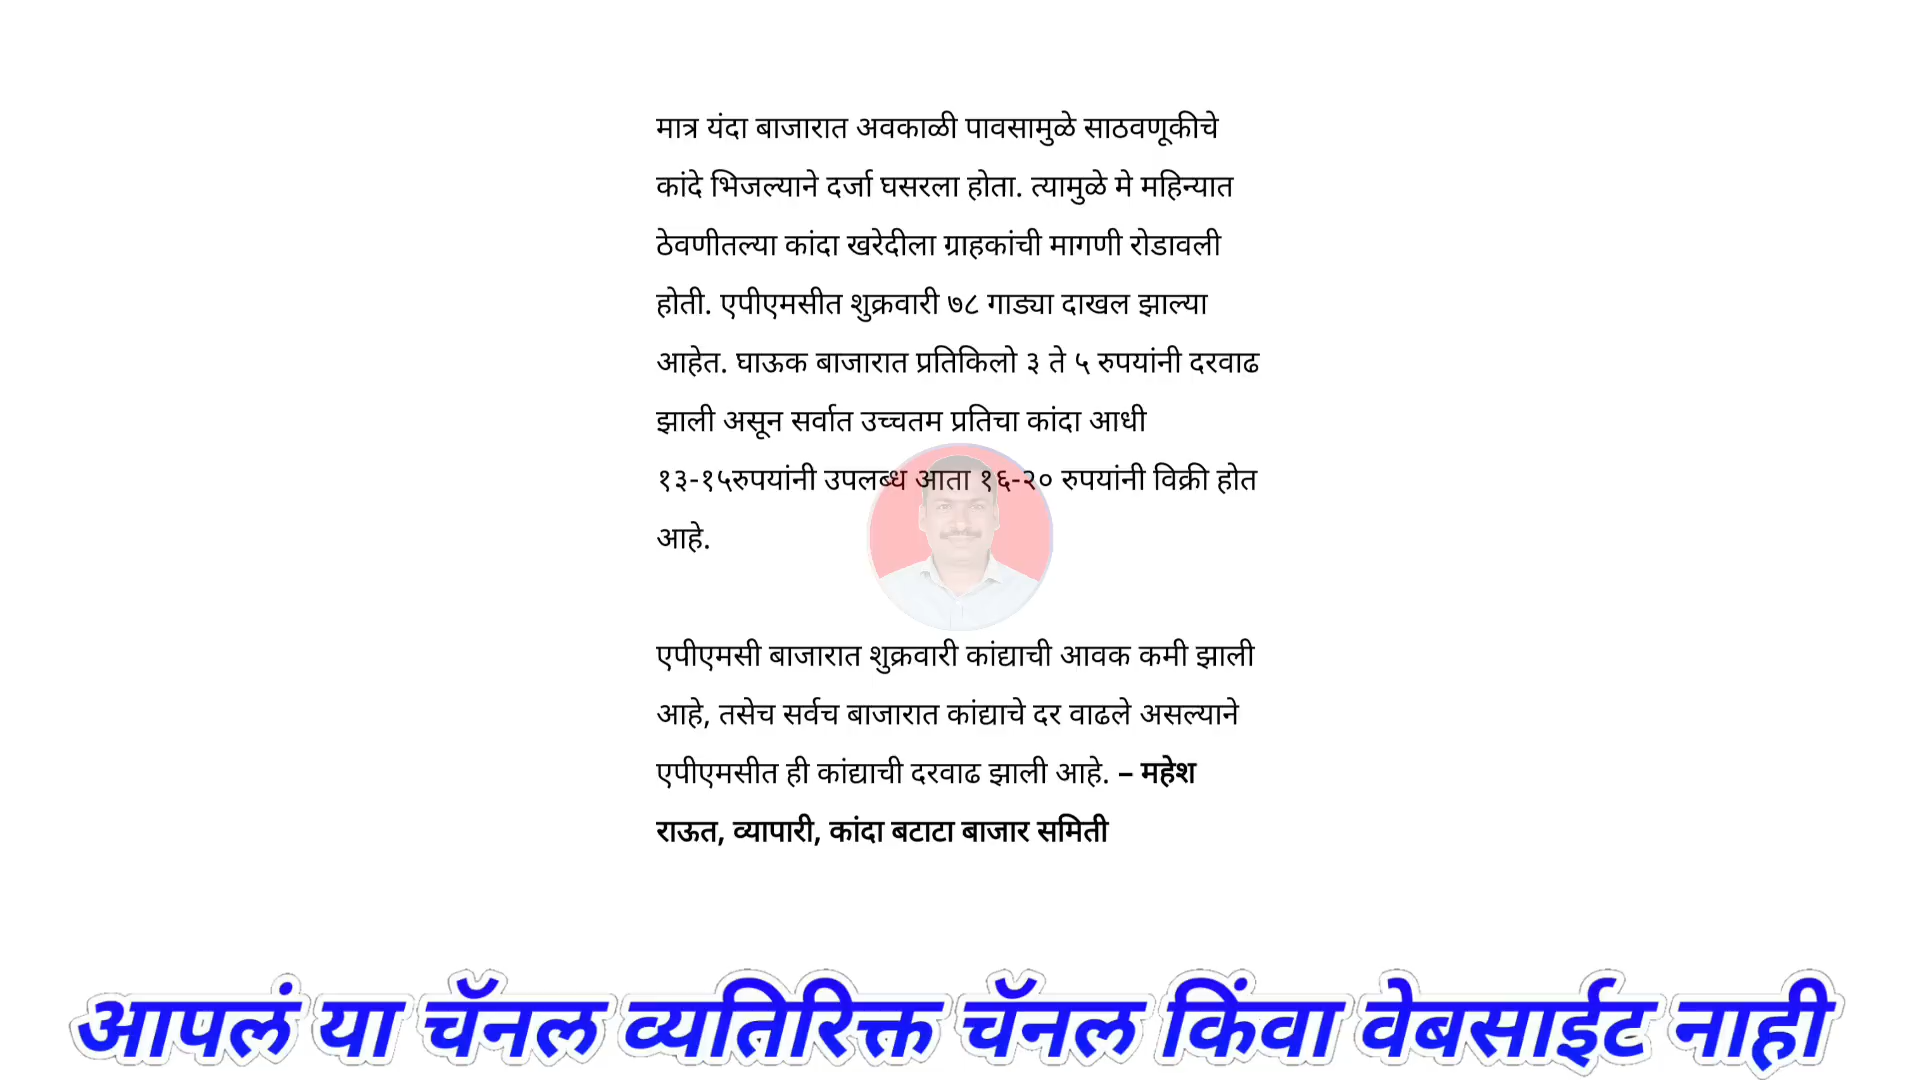 मात्र यंदा बाजारात अवकाळी पावसामुळे साठवणूकीचे
कांदे भिजल्याने दर्जा घसरला होता. त्यामुळे मे महिन्यात
ठेवणीतल्या कांदा खरेदीला ग्राहकांची मागणी रोडावली
होती. एपीएमसीत शुक्रवारी ७८ गाड्या दाखल झाल्या
आहेत. घाऊक बाजारात प्रतिकिलो ३ ते ५ रुपयांनी दरवाढ
झाली असून सर्वात उच्चतम प्रतिचा कांदा आधी
१३-१५रुपयांनी उपलब्ध आता १६-२० रुपयांनी विक्री होत
आहे.
एपीएमसी बाजारात शुक्रवारी कांद्याची आवक कमी झाली
आहे, तसेच सर्वच बाजारात कांद्याचे दर वाढले असल्याने
एपीएमसीत ही कांद्याची दरवाढ झाली आहे. – महेश
राऊत, व्यापारी, कांदा बटाटा बाजार समिती
आपलं या चॅनल व्यतिरिक्त चॅनल किंवा वेबसाईट नाही